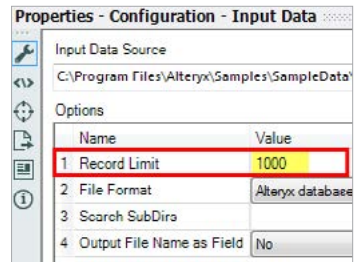 Properties - Configuration - Input Data
Input Data Source
C:\Program Files\Alteryx\Samples\SampleData\
Options
Name Value
1 Record Limit 1000
2 File Format Alteryx database
3 Search SubDirs
4 Output File Name as Field No